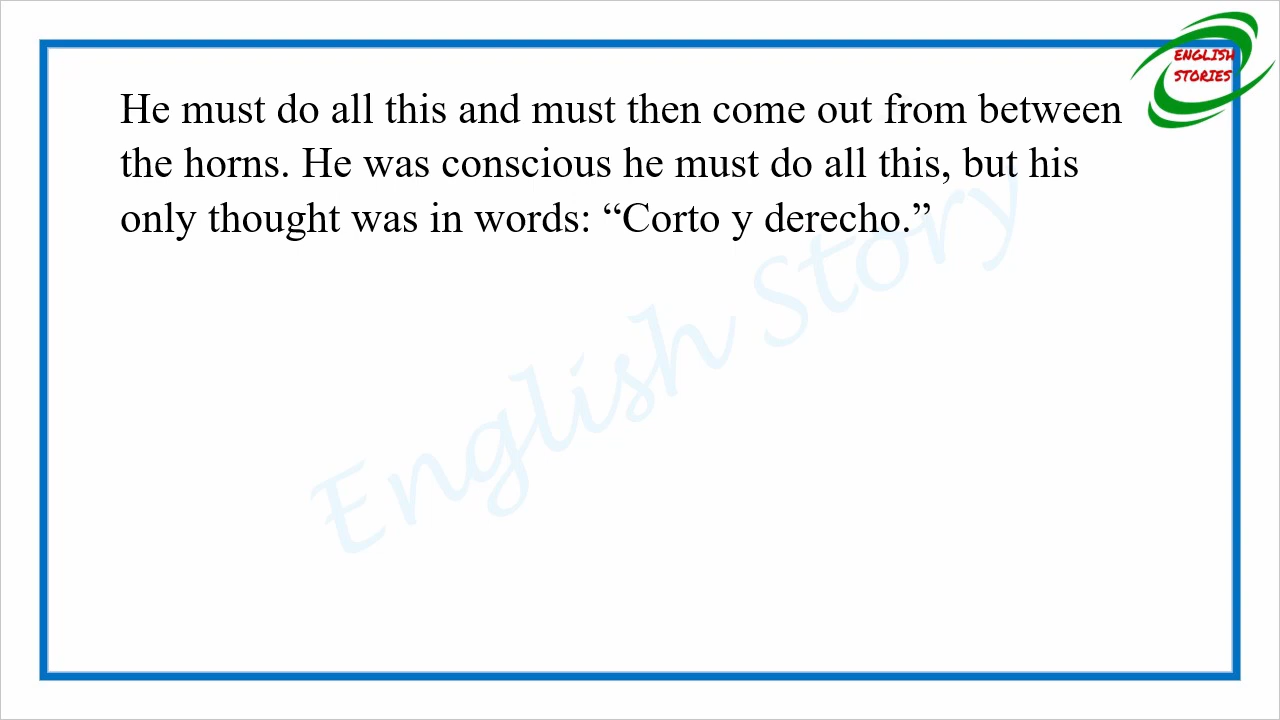 ENGLISH
STORIES
He must do all this and must then come out from between
the horns. He was conscious he must do all this, but his
only thought was in words: “Corto y derecho.”
English Story